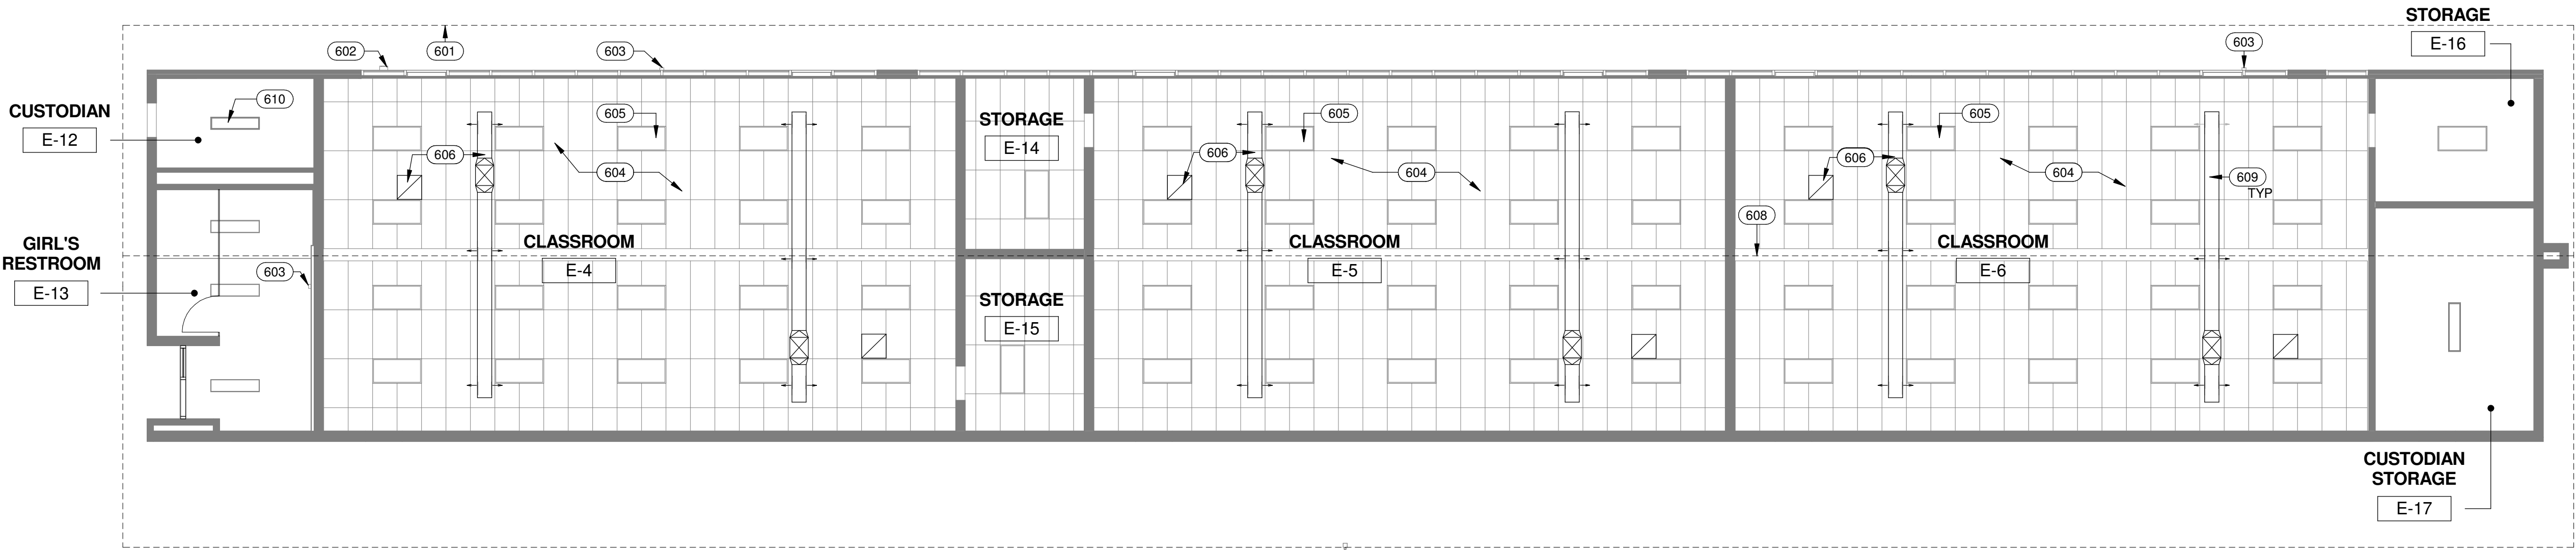 STORAGE
E-16
602
601
603
603
CUSTODIAN
E-12
610
605
606
604
STORAGE
E-14
605
606
604
605
606
604
609
TYP
608
GIRL'S
RESTROOM
E-13
603
CLASSROOM
E-4
STORAGE
E-15
CLASSROOM
E-5
CLASSROOM
E-6
CUSTODIAN
STORAGE
E-17